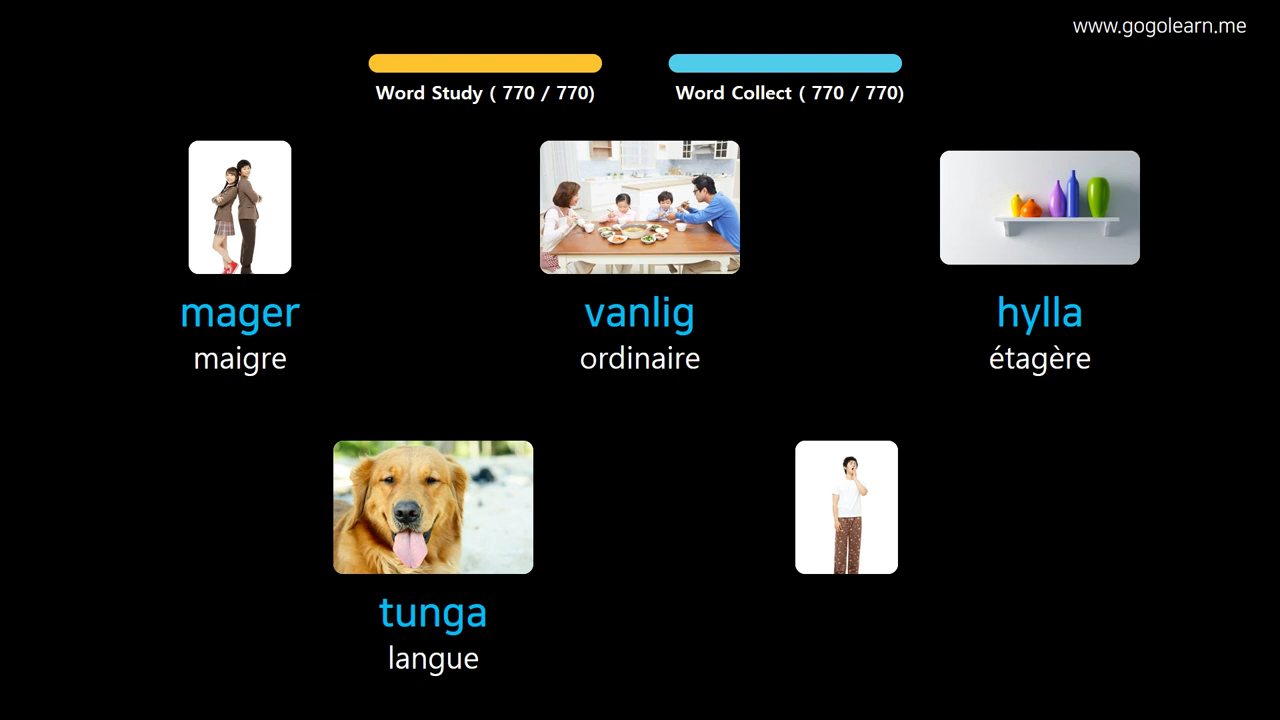 www.gogolearn.me
Word Study ( 770 / 770)
Word Collect ( 770 / 770)
mager
maigre
vanlig
ordinaire
hylla
étagère
tunga
langue